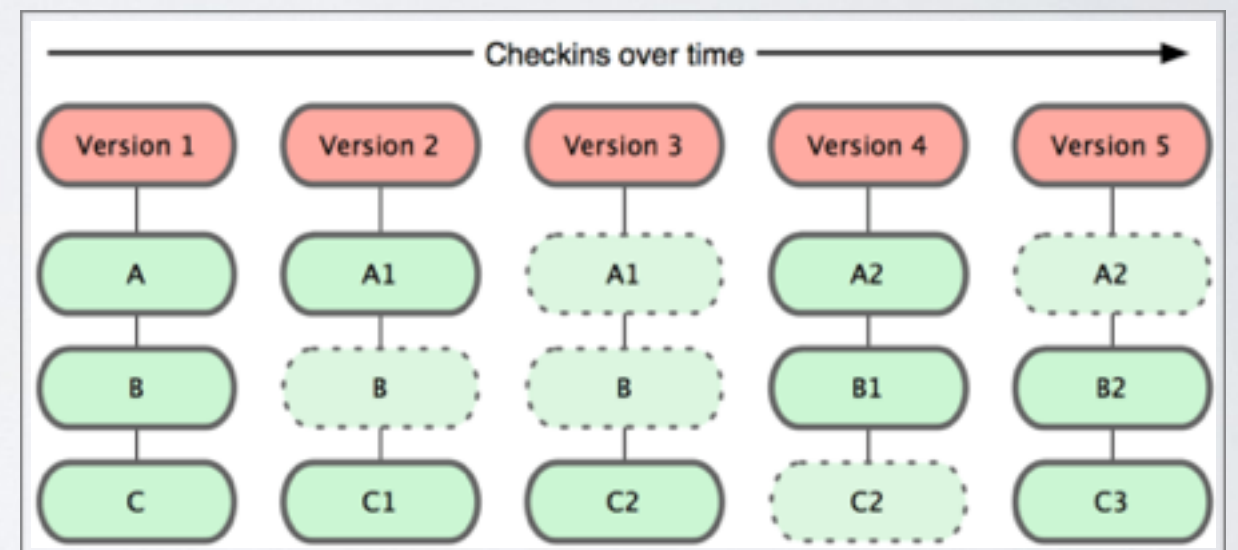 Checkins over time
Version 1 Version 2 Version 3 Version 4 Version 5
A A1 A1 A2 A2
B B B B1 B2
C C1 C2 C2 C3